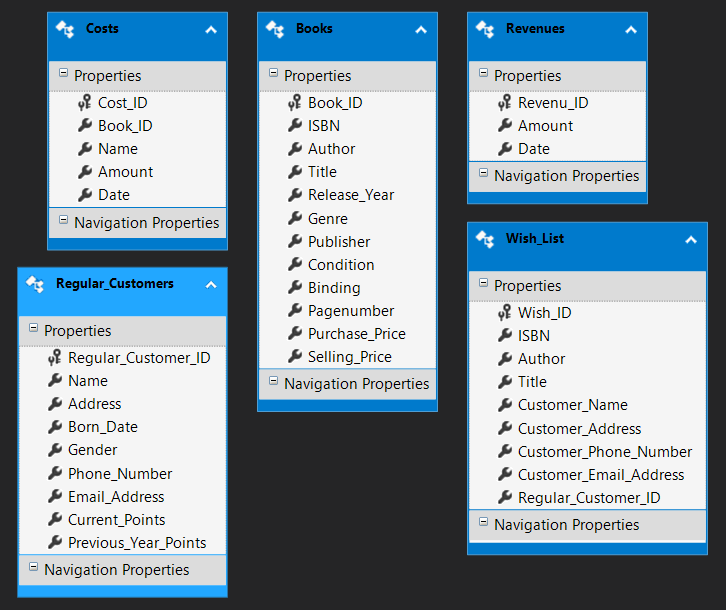 Costs
Properties
Cost_ID
Book_ID
Name
Amount
Date
Navigation Properties
Books
Properties
Book_ID
ISBN
Author
Title
Release_Year
Genre
Publisher
Condition
Binding
Pagenumber
Purchase_Price
Selling_Price
Navigation Properties
Revenues
Properties
Revenu_ID
Amount
Date
Navigation Properties
Regular_Customers
Properties
Regular_Customer_ID
Name
Address
Born_Date
Gender
Phone_Number
Email_Address
Current_Points
Previous_Year_Points
Navigation Properties
Wish_List
Properties
Wish_ID
ISBN
Author
Title
Customer_Name
Customer_Address
Customer_Phone_Number
Customer_Email_Address
Regular_Customer_ID
Navigation Properties